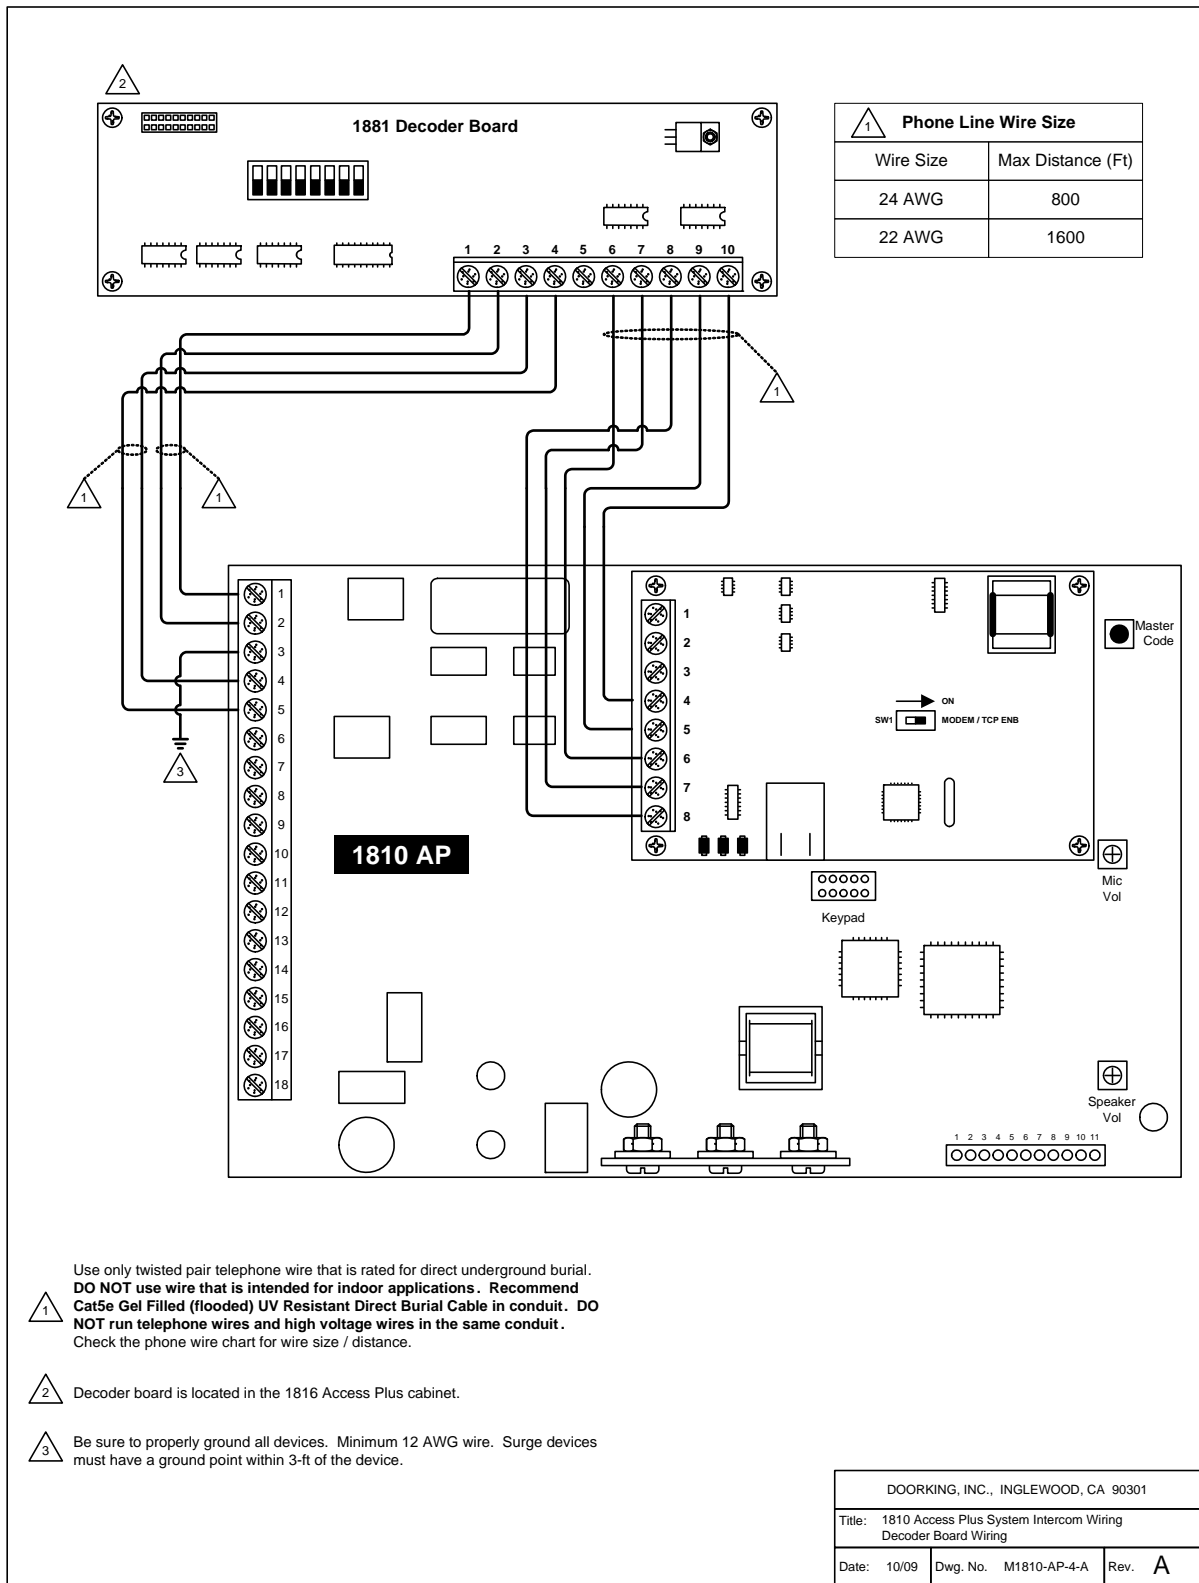 2
1881 Decoder Board
1 2 3 4 5 6 7 8 9 10
1 Phone Line Wire Size
Wire Size Max Distance (Ft)
24 AWG 800
22 AWG 1600
1
1
1
1
2
3
4
5
6
7
8
9
10
11
12
13
14
15
16
17
18
3
1810 AP
1
2
3
4
5
6
7
8
ON
SW1 MODEM / TCP ENB
Master
Code
Mic
Vol
Keypad
Speaker
Vol
1 2 3 4 5 6 7 8 9 10 11
Use only twisted pair telephone wire that is rated for direct underground burial.
DO NOT use wire that is intended for indoor applications. Recommend
1 Cat5e Gel Filled (flooded) UV Resistant Direct Burial Cable in conduit. DO
NOT run telephone wires and high voltage wires in the same conduit.
Check the phone wire chart for wire size / distance.
2 Decoder board is located in the 1816 Access Plus cabinet.
3 Be sure to properly ground all devices. Minimum 12 AWG wire. Surge devices
must have a ground point within 3-ft of the device.
DOORKING, INC., INGLEWOOD, CA 90301
Title: 1810 Access Plus System Intercom Wiring
Decoder Board Wiring
Date: 10/09 Dwg. No. M1810-AP-4-A Rev. A